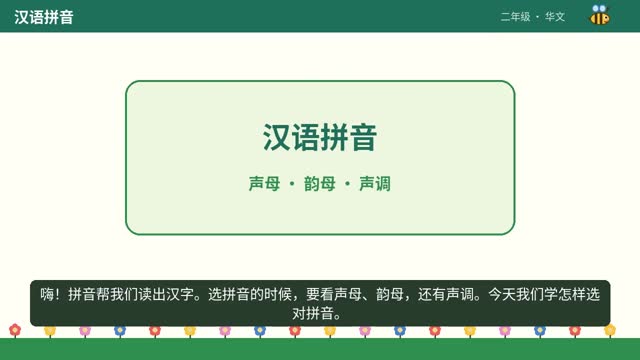 汉语拼音
二年级 • 华文
汉语拼音
声母 • 韵母 • 声调
嗨！拼音帮我们读出汉字。选拼音的时候，要看声母、韵母，还有声调。今天我们学怎样选
对拼音。